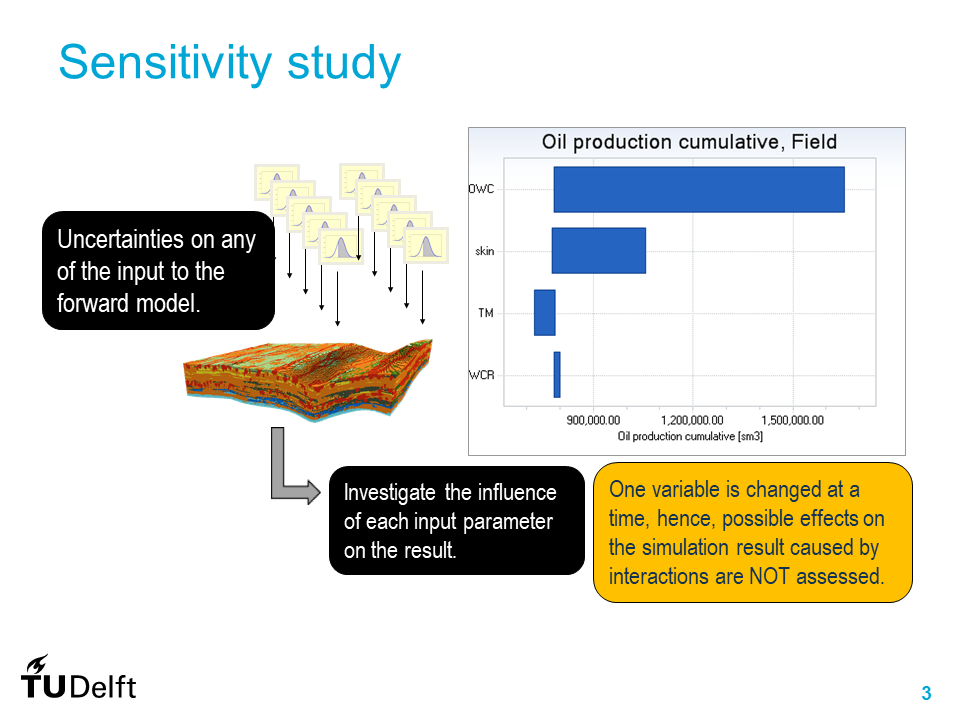 Sensitivity study
Uncertainties on any
of the input to the
forward model.
Oil production cumulative, Field
OWC
skin
TM
WCR
900,000.00 1,200,000.00 1,500,000.00
Oil production cumulative [sm3]
Investigate the influence
of each input parameter
on the result.
One variable is changed at a
time, hence, possible effects on
the simulation result caused by
interactions are NOT assessed.
TUDelft
3